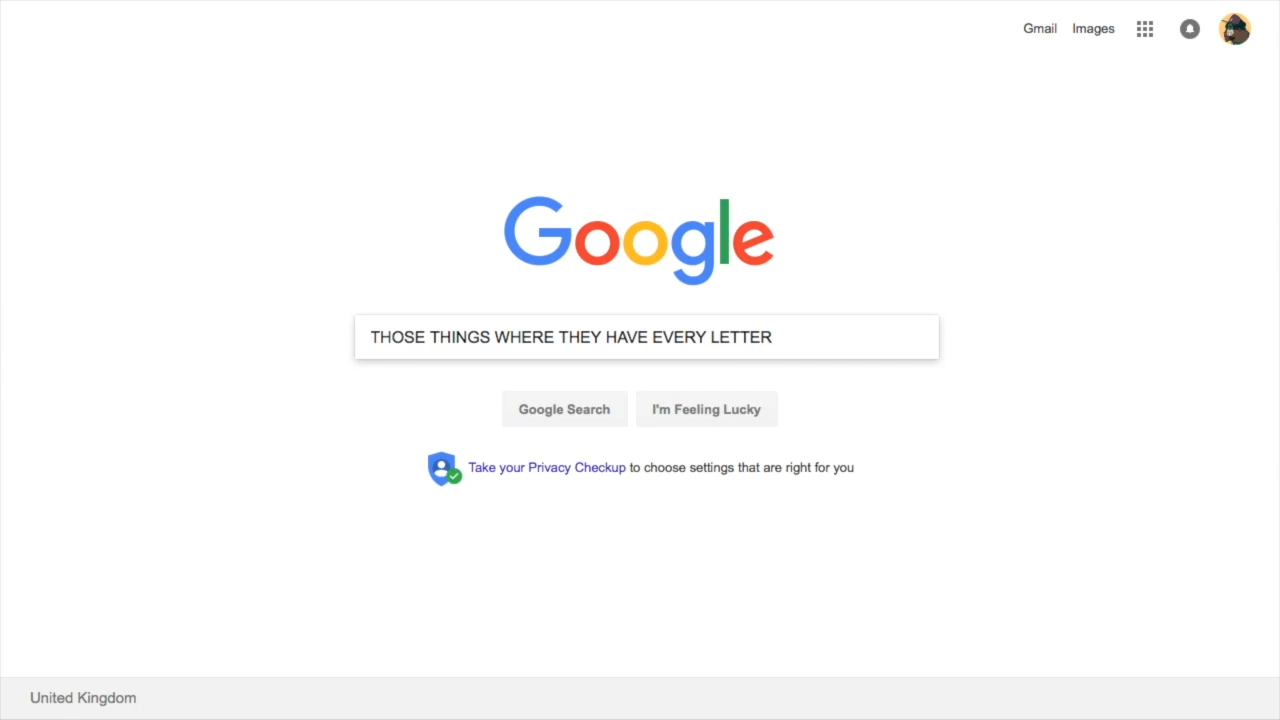 Gmail Images
Google
THOSE THINGS WHERE THEY HAVE EVERY LETTER
Google Search I'm Feeling Lucky
Take your Privacy Checkup to choose settings that are right for you
United Kingdom